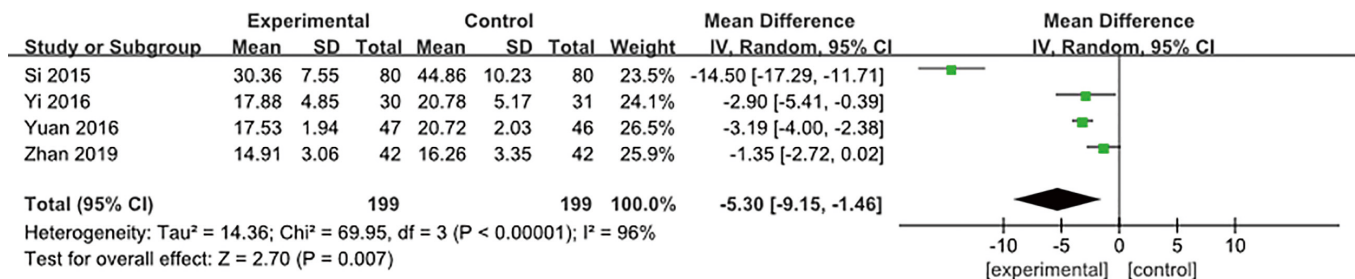 Experimental Control Mean Difference Mean Difference
Study or Subgroup Mean SD Total Mean SD Total Weight IV, Random, 95% CI IV, Random, 95% CI
Si 2015 30.36 7.55 80 44.86 10.23 80 23.5% -14.50 [-17.29, -11.71]
Yi 2016 17.88 4.85 30 20.78 5.17 31 24.1% -2.90 [-5.41, -0.39]
Yuan 2016 17.53 1.94 47 20.72 2.03 46 26.5% -3.19 [-4.00, -2.38]
Zhan 2019 14.91 3.06 42 16.26 3.35 42 25.9% -1.35 [-2.72, 0.02]
Total (95% CI) 199 199 100.0% -5.30 [-9.15, -1.46]
Heterogeneity: Tau² = 14.36; Chi² = 69.95, df = 3 (P < 0.00001); I² = 96%
Test for overall effect: Z = 2.70 (P = 0.007)
-10 -5 0 5 10
[experimental] [control]